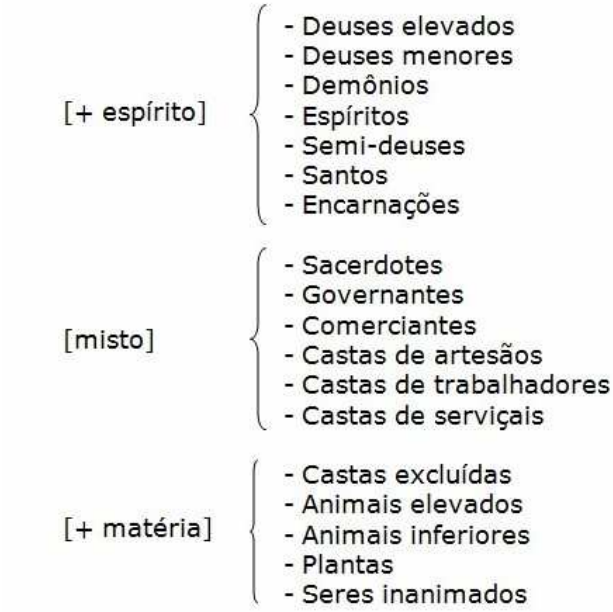 - Deuses elevados
- Deuses menores
- Demônios
[+ espírito]
- Espíritos
- Semi-deuses
- Santos
- Encarnações
- Sacerdotes
- Governantes
- Comerciantes
[misto]
- Castas de artesãos
- Castas de trabalhadores
- Castas de serviçais
- Castas excluídas
- Animais elevados
[+ matéria]
- Animais inferiores
- Plantas
- Seres inanimados